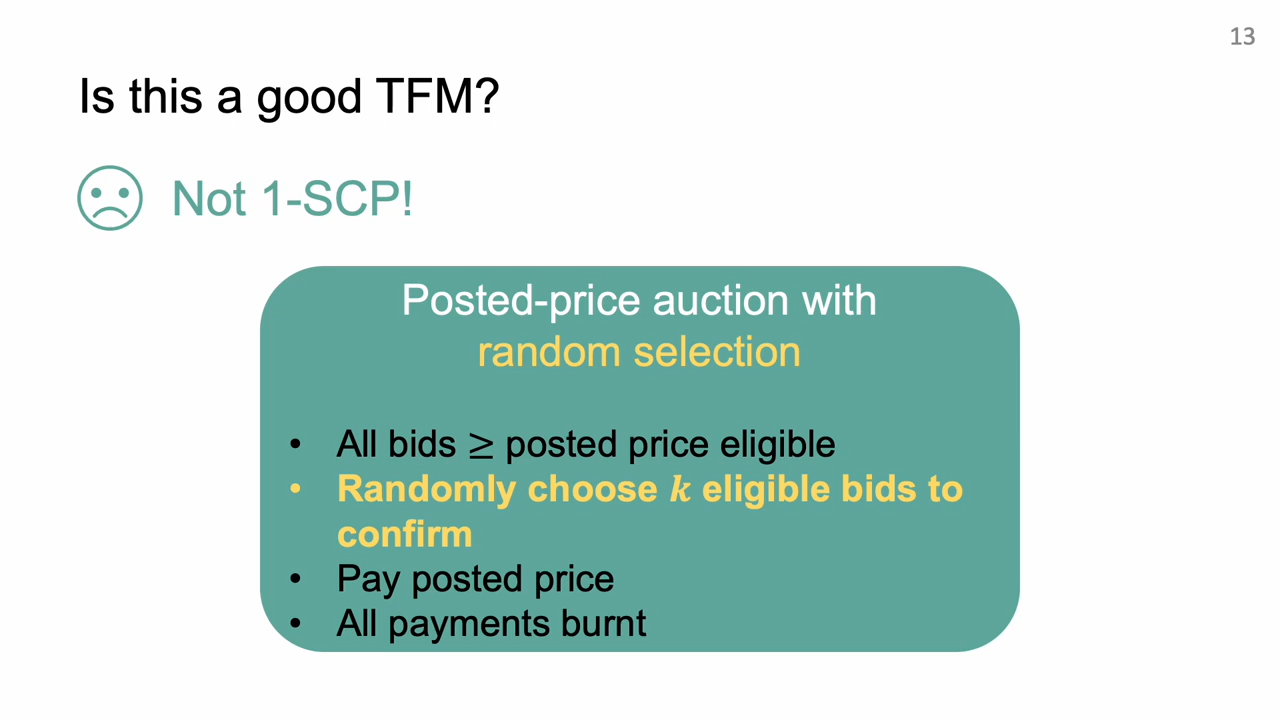 13
Is this a good TFM?
Not 1-SCP!
Posted-price auction with
random selection
• All bids ≥ posted price eligible
• Randomly choose k eligible bids to
confirm
• Pay posted price
• All payments burnt